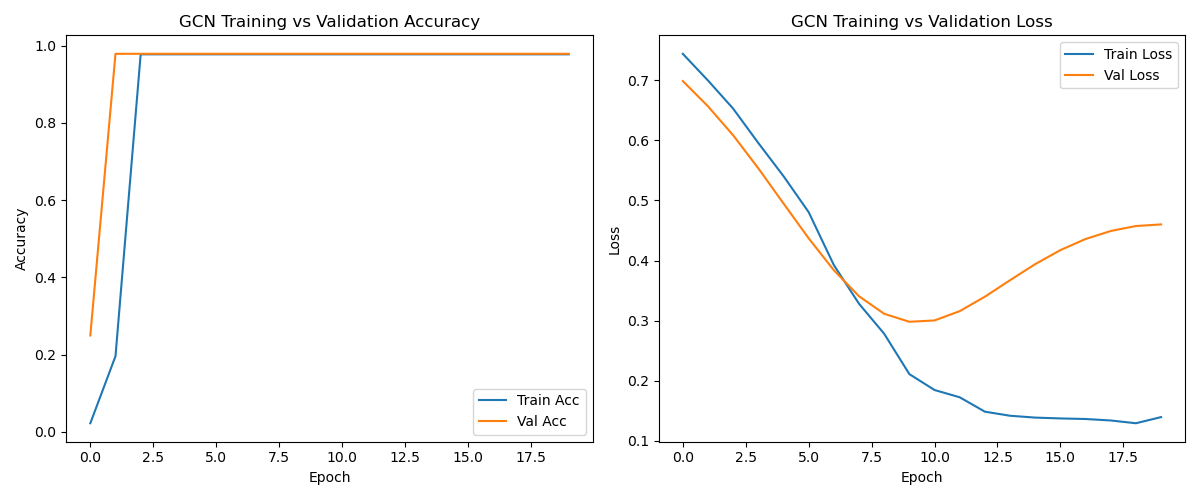 GCN Training vs Validation Accuracy
1.0
0.8
0.6
0.4
0.2
0.0
Accuracy
Train Acc
Val Acc
0.0 2.5 5.0 7.5 10.0 12.5 15.0 17.5
Epoch
GCN Training vs Validation Loss
Train Loss
Val Loss
0.7
0.6
0.5
0.4
0.3
0.2
0.1
Loss
0.0 2.5 5.0 7.5 10.0 12.5 15.0 17.5
Epoch